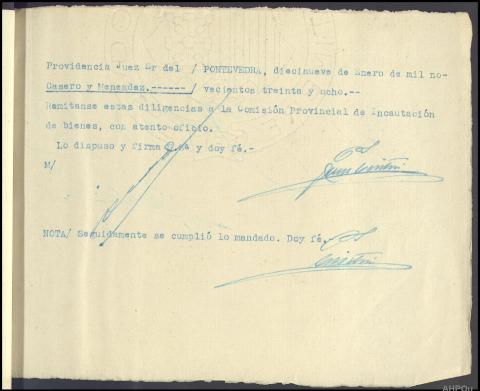 Providencia Juez Sr del / PONTEVEDRA, diecinueve de Enero de mil no-
Casero y Menendez.------/ vecientos treinta y ocho.--
Remitanse estas diligencias a la Comisión Provincial de Incautación
de bienes, con atento oficio.
Lo dispuso y firma S Sa y doy fé.-
M/
NOTA/ Seguidamente se cumplió lo mandado. Doy fé.
AHPOu